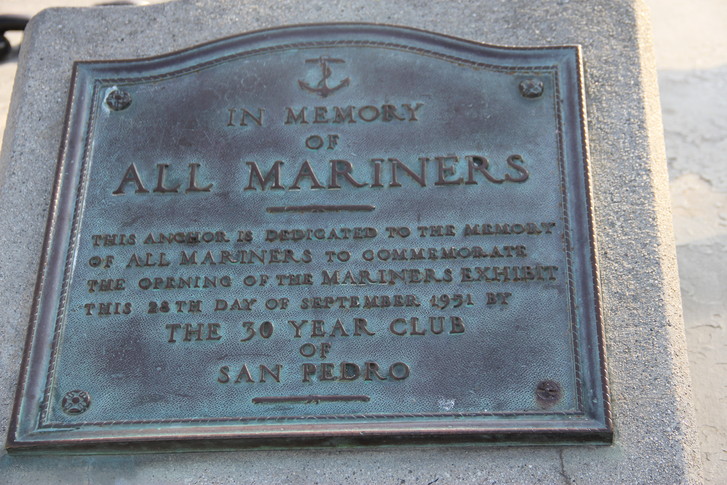 IN MEMORY
OF
ALL MARINERS
THIS ANCHOR IS DEDICATED TO THE MEMORY
OF ALL MARINERS TO COMMEMORATE
THE OPENING OF THE MARINERS EXHIBIT
THIS 28TH DAY OF SEPTEMBER 1951 BY
THE 30 YEAR CLUB
OF
SAN PEDRO